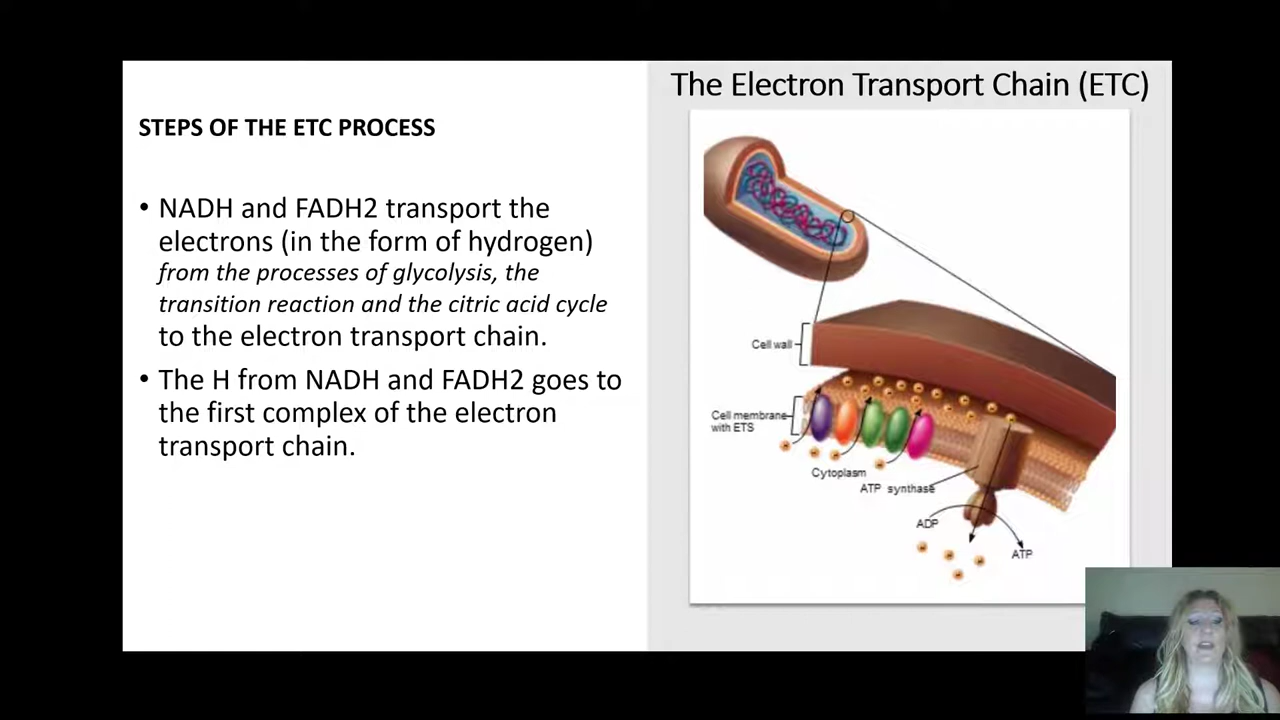 The Electron Transport Chain (ETC)
STEPS OF THE ETC PROCESS
• NADH and FADH2 transport the
electrons (in the form of hydrogen)
from the processes of glycolysis, the
transition reaction and the citric acid cycle
to the electron transport chain.
• The H from NADH and FADH2 goes to
the first complex of the electron
transport chain.
Cell wall
Cell membrane
with ETS
Cytoplasm
ATP synthase
ADP
ATP